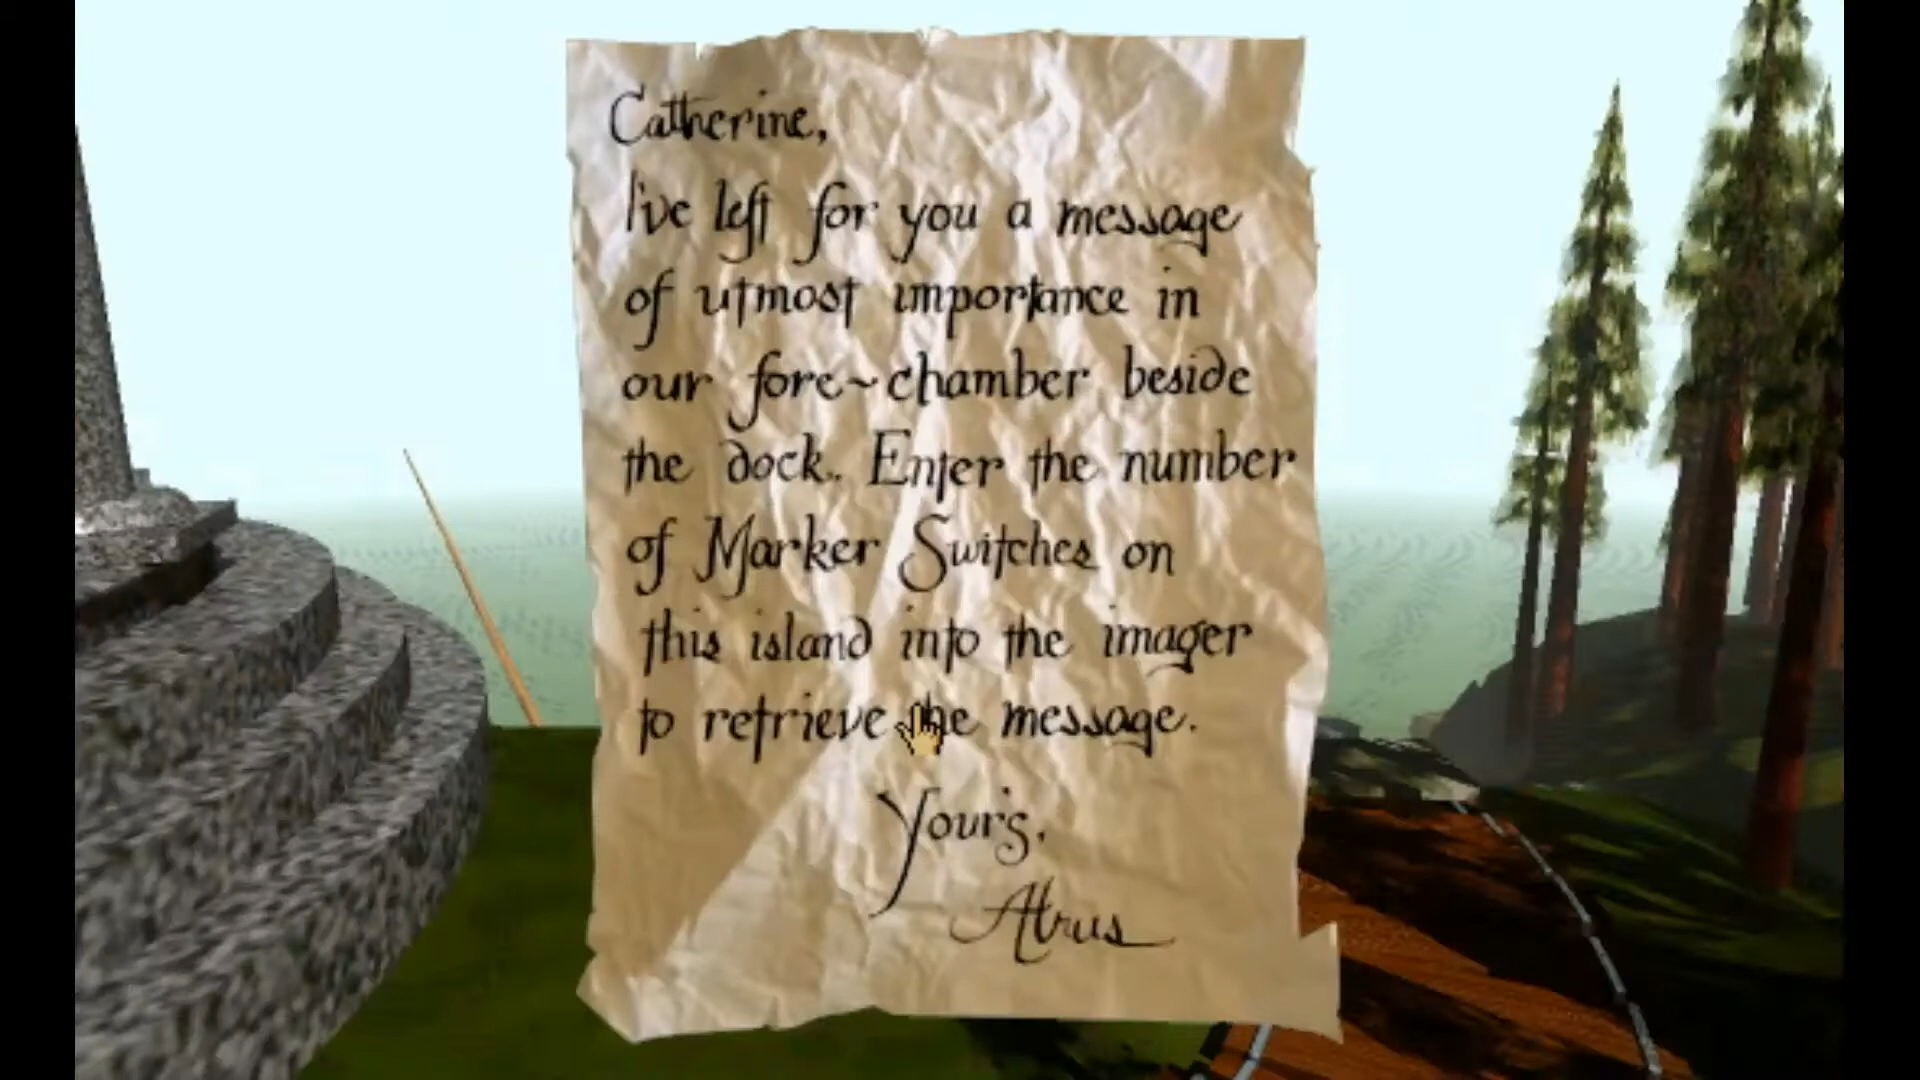 Catherine,
I've left for you a message
of utmost importance in
our fore~chamber beside
the dock. Enter the number
of Marker Switches on
this island into the imager
to retrieve the message.
Yours,
Atrus